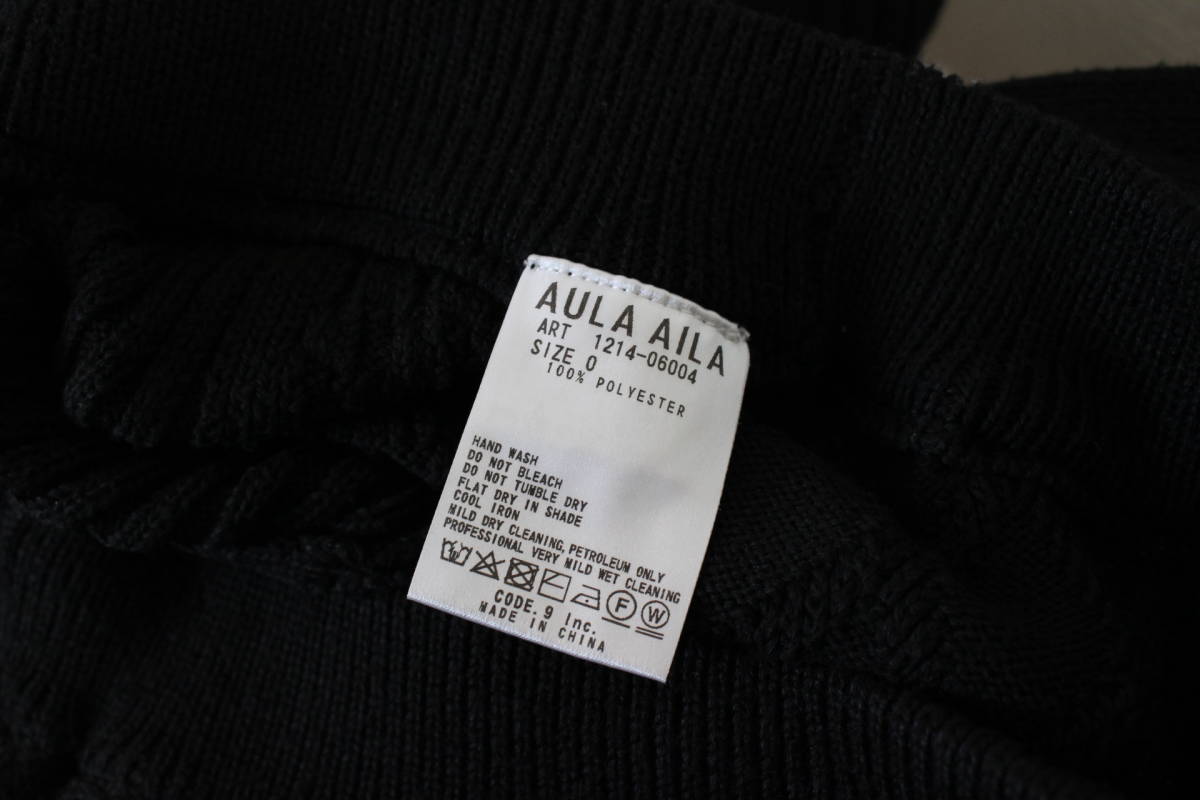 AULA AILA
ART 1214-06004
SIZE 0
100% POLYESTER
HAND WASH
DO NOT BLEACH
DO NOT TUMBLE DRY
FLAT DRY IN SHADE
COOL IRON
MILD DRY CLEANING, PETROLEUM ONLY
PROFESSIONAL VERY MILD WET CLEANING
F W
CODE. 9 Inc.
MADE IN CHINA